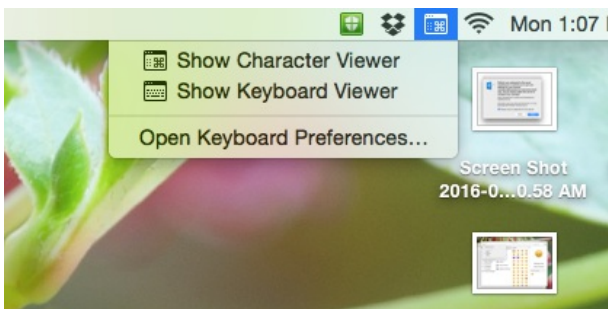 Mon 1:07
Show Character Viewer
Show Keyboard Viewer
Open Keyboard Preferences...
Screen Shot
2016-0...0.58 AM